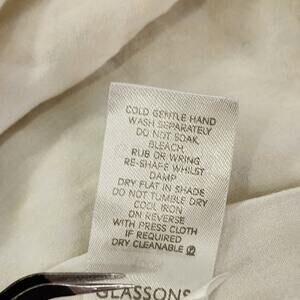 COLD GENTLE HAND
WASH SEPARATELY
DO NOT SOAK,
BLEACH,
RUB OR WRING
RE-SHAPE WHILST
DAMP
DRY FLAT IN SHADE
DO NOT TUMBLE DRY
COOL IRON
ON REVERSE
WITH PRESS CLOTH
IF REQUIRED
DRY CLEANABLE Ⓟ
GLASSONS